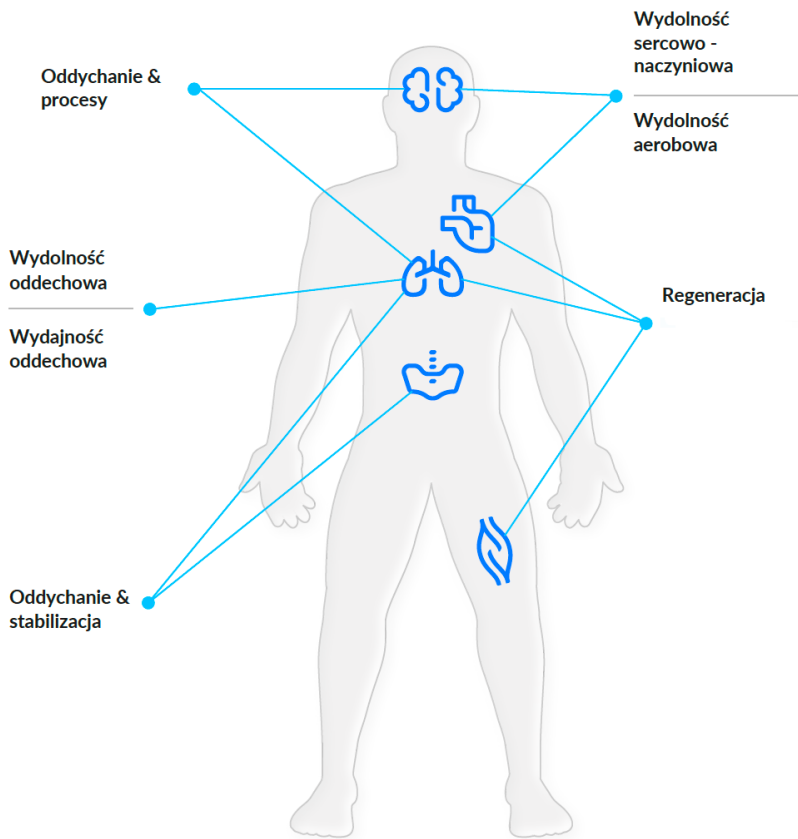 Oddychanie &
procesy
Wydolność
sercowo -
naczyniowa
Wydolność
aerobowa
Wydolność
oddechowa
Wydajność
oddechowa
Regeneracja
Oddychanie &
stabilizacja